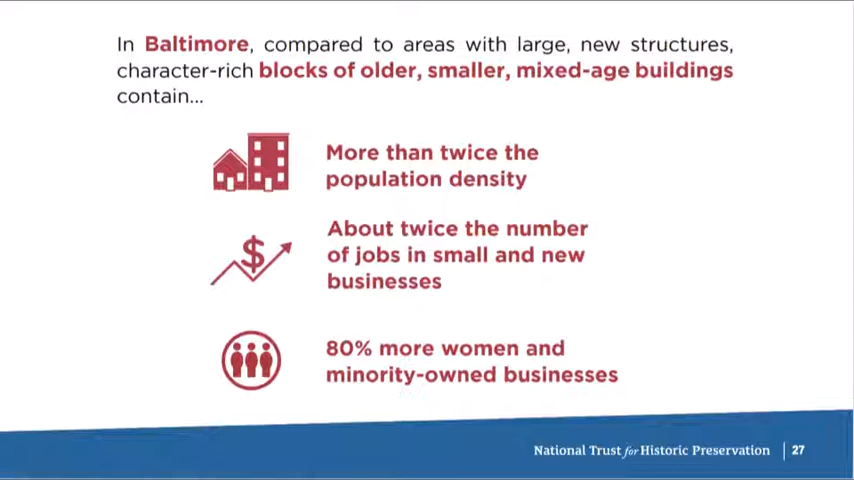 In Baltimore, compared to areas with large, new structures,
character-rich blocks of older, smaller, mixed-age buildings
contain...
More than twice the
population density
$
About twice the number
of jobs in small and new
businesses
80% more women and
minority-owned businesses
National Trust for Historic Preservation | 27